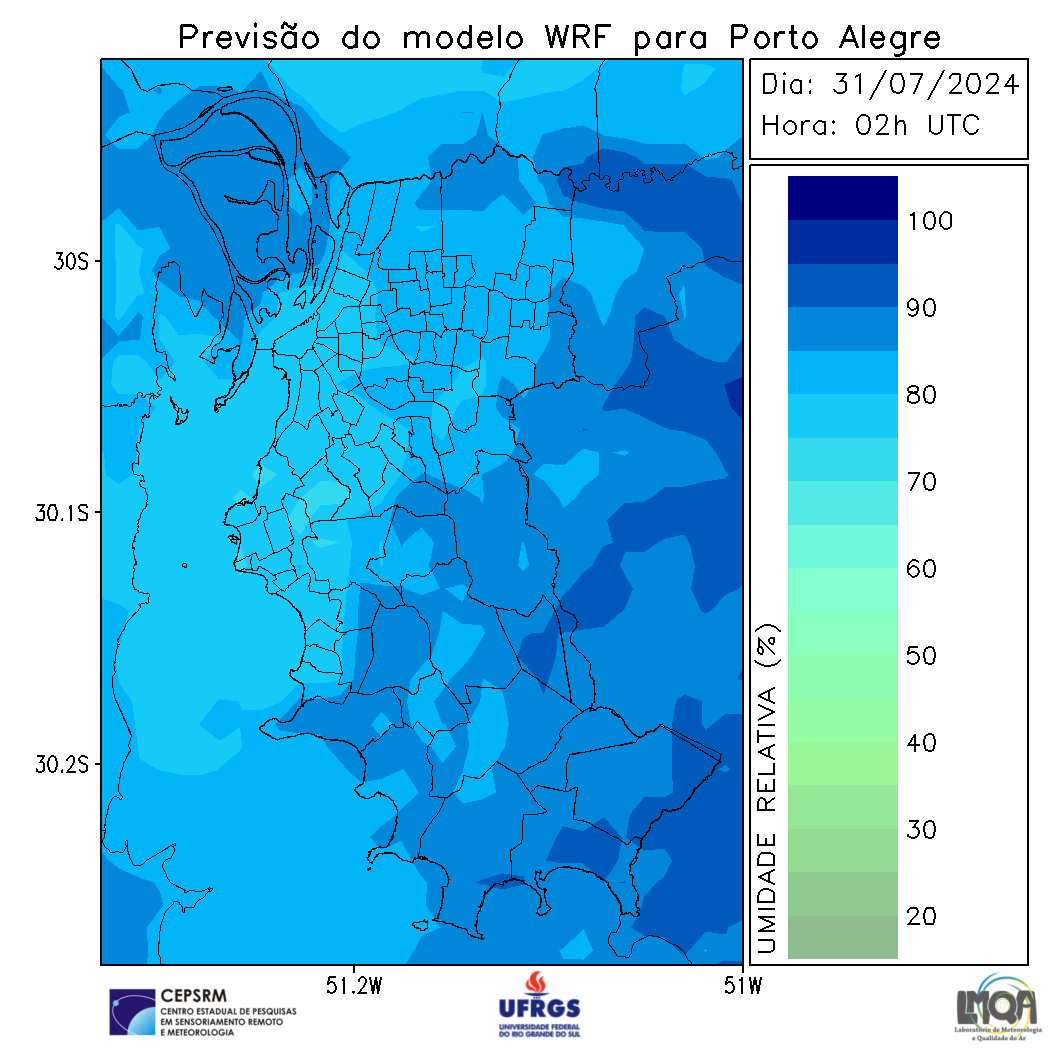 Previsão do modelo WRF para Porto Alegre
Dia: 31/07/2024
Hora: 02h UTC
30S
30.1S
30.2S
51.2W
51W
UMIDADE RELATIVA (%)
100
90
80
70
60
50
40
30
20
CEPSRM
CENTRO ESTADUAL DE PESQUISAS
EM SENSORIAMENTO REMOTO
E METEOROLOGIA
UFRGS
UNIVERSIDADE FEDERAL
DO RIO GRANDE DO SUL
LMQA
Laboratório de Meteorologia
e Qualidade do Ar